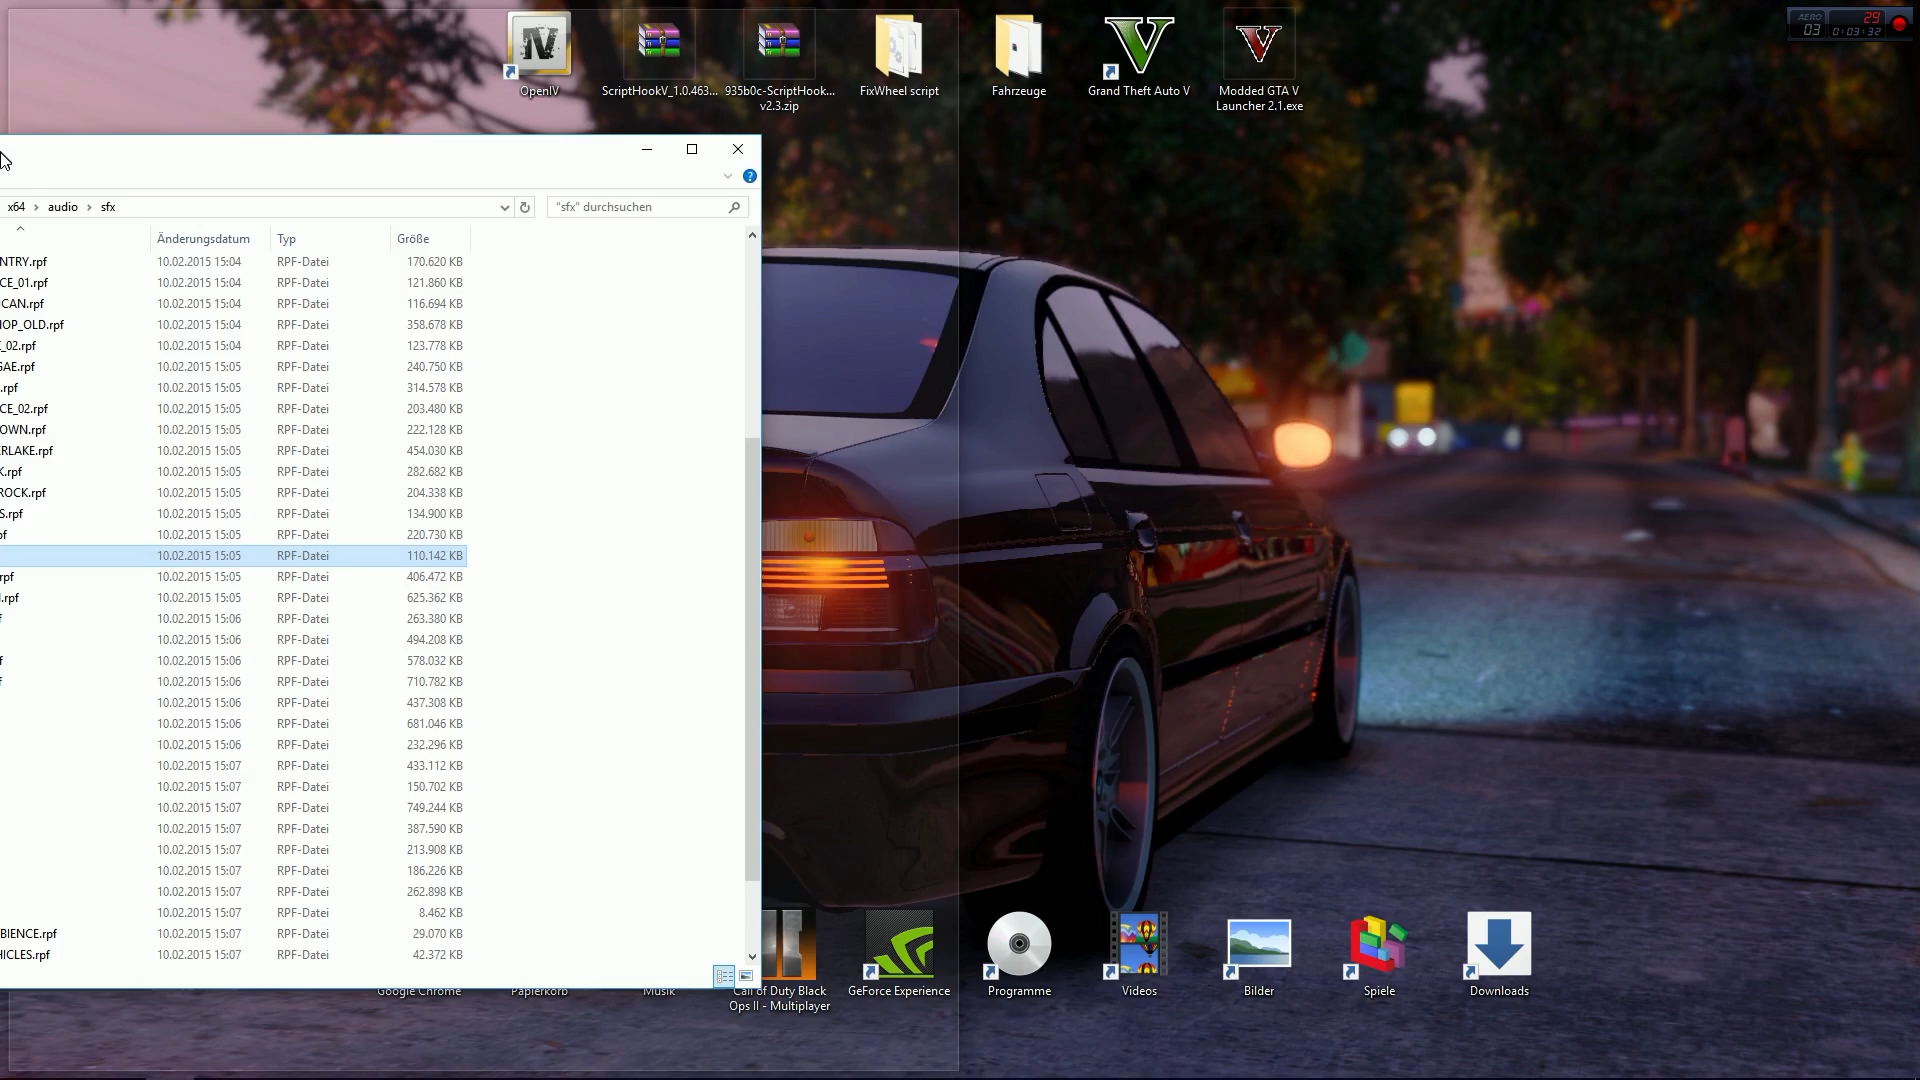 OpenIV
ScriptHookV_1.0.463...
935b0c-ScriptHook...
v2.3.zip
FixWheel script
Fahrzeuge
Grand Theft Auto V
Modded GTA V
Launcher 2.1.exe
AERO
03
29
0:03:32
x64 > audio > sfx
"sfx" durchsuchen
Änderungsdatum Typ Größe
NTRY.rpf 10.02.2015 15:04 RPF-Datei 170.620 KB
CE_01.rpf 10.02.2015 15:04 RPF-Datei 121.860 KB
ICAN.rpf 10.02.2015 15:04 RPF-Datei 116.694 KB
HOP_OLD.rpf 10.02.2015 15:04 RPF-Datei 358.678 KB
_02.rpf 10.02.2015 15:04 RPF-Datei 123.778 KB
GAE.rpf 10.02.2015 15:05 RPF-Datei 240.750 KB
.rpf 10.02.2015 15:05 RPF-Datei 314.578 KB
CE_02.rpf 10.02.2015 15:05 RPF-Datei 203.480 KB
OWN.rpf 10.02.2015 15:05 RPF-Datei 222.128 KB
ERLAKE.rpf 10.02.2015 15:05 RPF-Datei 454.030 KB
K.rpf 10.02.2015 15:05 RPF-Datei 282.682 KB
ROCK.rpf 10.02.2015 15:05 RPF-Datei 204.338 KB
S.rpf 10.02.2015 15:05 RPF-Datei 134.900 KB
pf 10.02.2015 15:05 RPF-Datei 220.730 KB
10.02.2015 15:05 RPF-Datei 110.142 KB
rpf 10.02.2015 15:05 RPF-Datei 406.472 KB
.rpf 10.02.2015 15:05 RPF-Datei 625.362 KB
f 10.02.2015 15:06 RPF-Datei 263.380 KB
10.02.2015 15:06 RPF-Datei 494.208 KB
f 10.02.2015 15:06 RPF-Datei 578.032 KB
f 10.02.2015 15:06 RPF-Datei 710.782 KB
10.02.2015 15:06 RPF-Datei 437.308 KB
10.02.2015 15:06 RPF-Datei 681.046 KB
10.02.2015 15:06 RPF-Datei 232.296 KB
10.02.2015 15:07 RPF-Datei 433.112 KB
10.02.2015 15:07 RPF-Datei 150.702 KB
10.02.2015 15:07 RPF-Datei 749.244 KB
10.02.2015 15:07 RPF-Datei 387.590 KB
10.02.2015 15:07 RPF-Datei 213.908 KB
10.02.2015 15:07 RPF-Datei 186.226 KB
10.02.2015 15:07 RPF-Datei 262.898 KB
10.02.2015 15:07 RPF-Datei 8.462 KB
BIENCE.rpf 10.02.2015 15:07 RPF-Datei 29.070 KB
HICLES.rpf 10.02.2015 15:07 RPF-Datei 42.372 KB
Google Chrome
Papierkorb
Musik
Call of Duty Black
Ops II - Multiplayer
GeForce Experience
Programme
Videos
Bilder
Spiele
Downloads